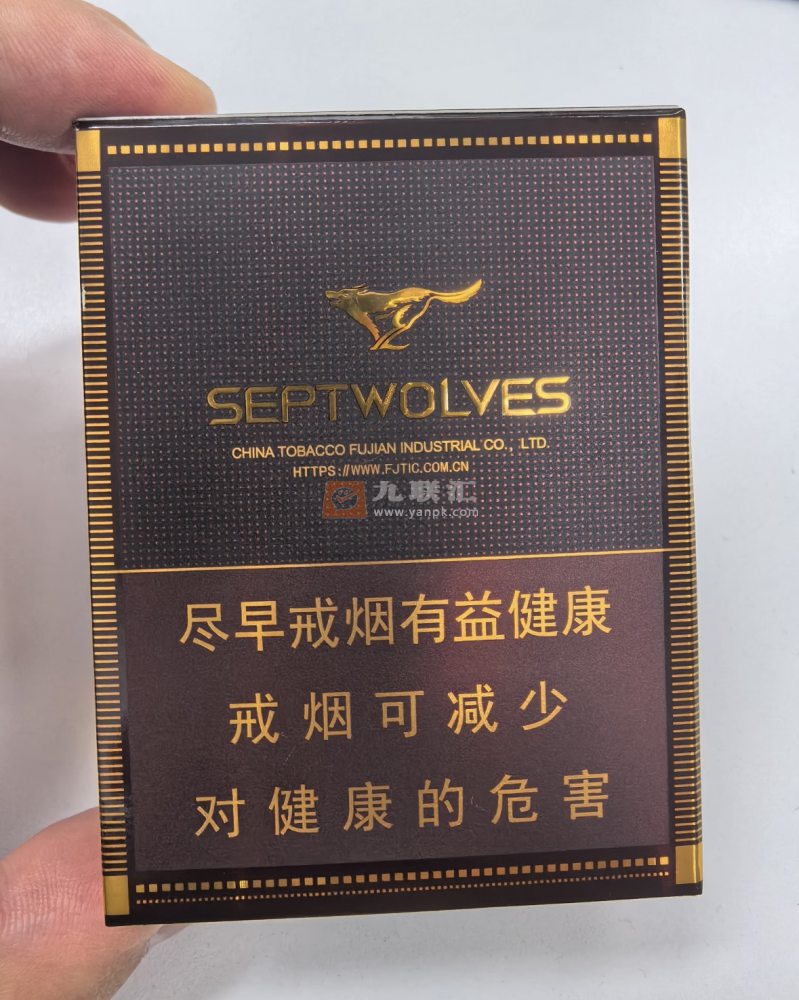 SEPTWOLVES
CHINA TOBACCO FUJIAN INDUSTRIAL CO., LTD.
HTTPS://WWW.FJTIC.COM.CN
九联汇
www.yanpk.com
尽早戒烟有益健康
戒烟可减少
对健康的危害